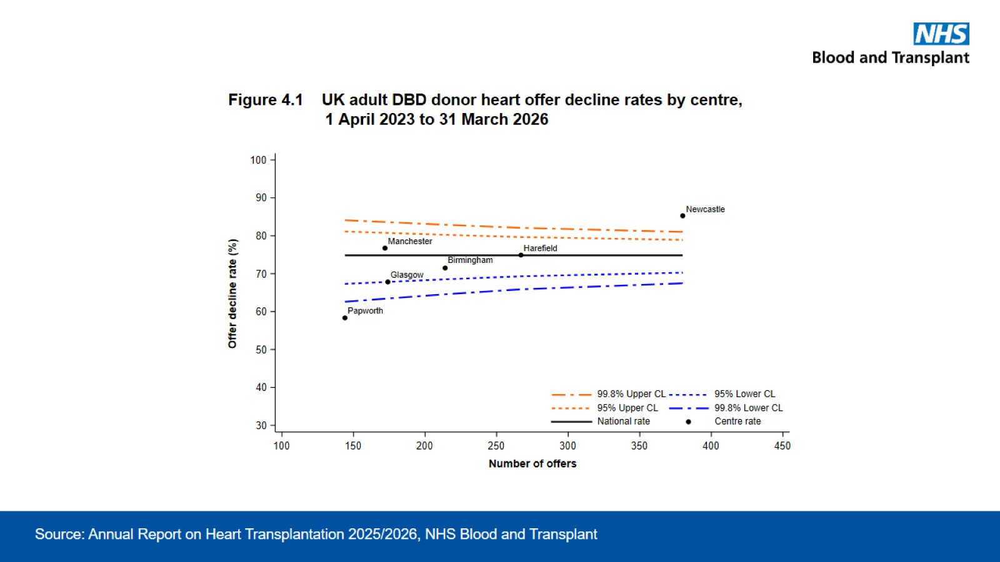 NHS
Blood and Transplant
Figure 4.1 UK adult DBD donor heart offer decline rates by centre,
1 April 2023 to 31 March 2026
100
90
80
70
60
50
40
30
Offer decline rate (%)
Newcastle
Manchester
Harefield
Birmingham
Glasgow
Papworth
99.8% Upper CL
95% Lower CL
95% Upper CL
99.8% Lower CL
National rate
Centre rate
100 150 200 250 300 350 400 450
Number of offers
Source: Annual Report on Heart Transplantation 2025/2026, NHS Blood and Transplant